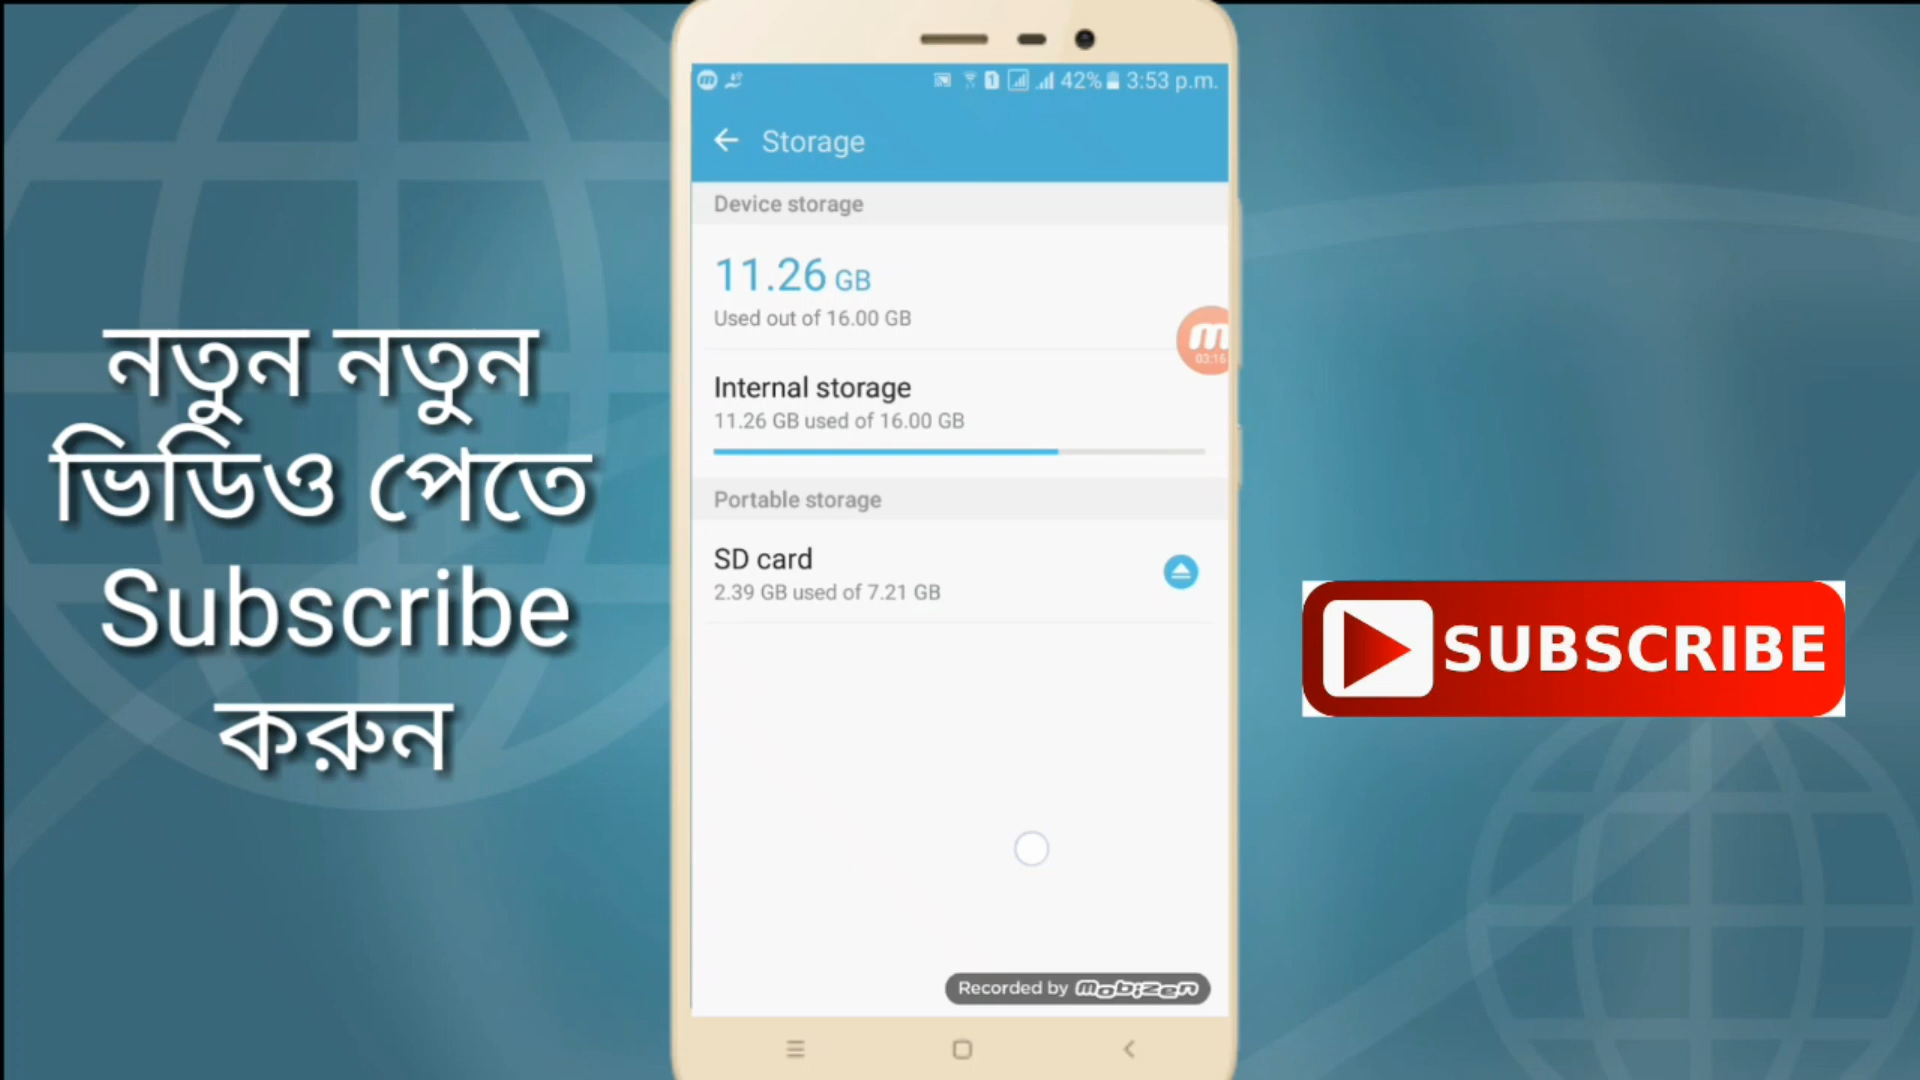 42% 3:53 p.m.
Storage
Device storage
11.26 GB
Used out of 16.00 GB
03:16
Internal storage
11.26 GB used of 16.00 GB
Portable storage
SD card
2.39 GB used of 7.21 GB
Recorded by mobizen
নতুন নতুন
ভিডিও পেতে
Subscribe
করুন
SUBSCRIBE